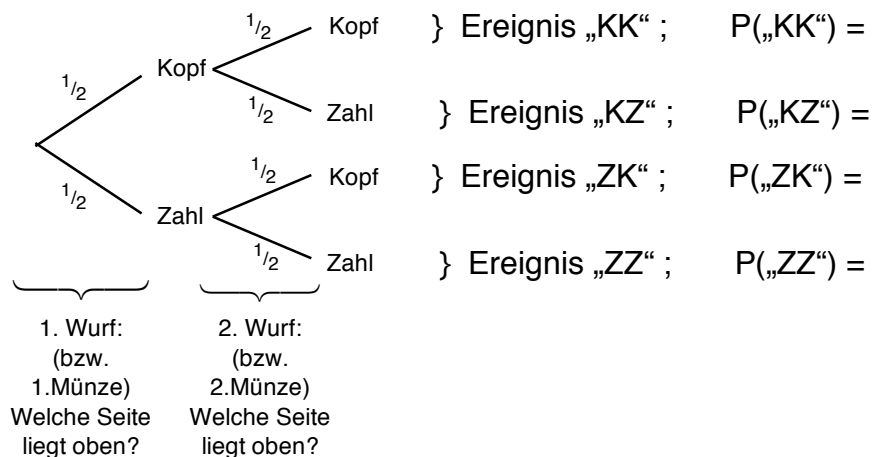 1/2 Kopf } Ereignis „KK“ ; P(„KK“) =
1/2 Kopf
1/2 Zahl } Ereignis „KZ“ ; P(„KZ“) =
1/2 Kopf } Ereignis „ZK“ ; P(„ZK“) =
1/2 Zahl
1/2 Zahl } Ereignis „ZZ“ ; P(„ZZ“) =
1. Wurf:
(bzw.
1.Münze)
Welche Seite
liegt oben?
2. Wurf:
(bzw.
2.Münze)
Welche Seite
liegt oben?